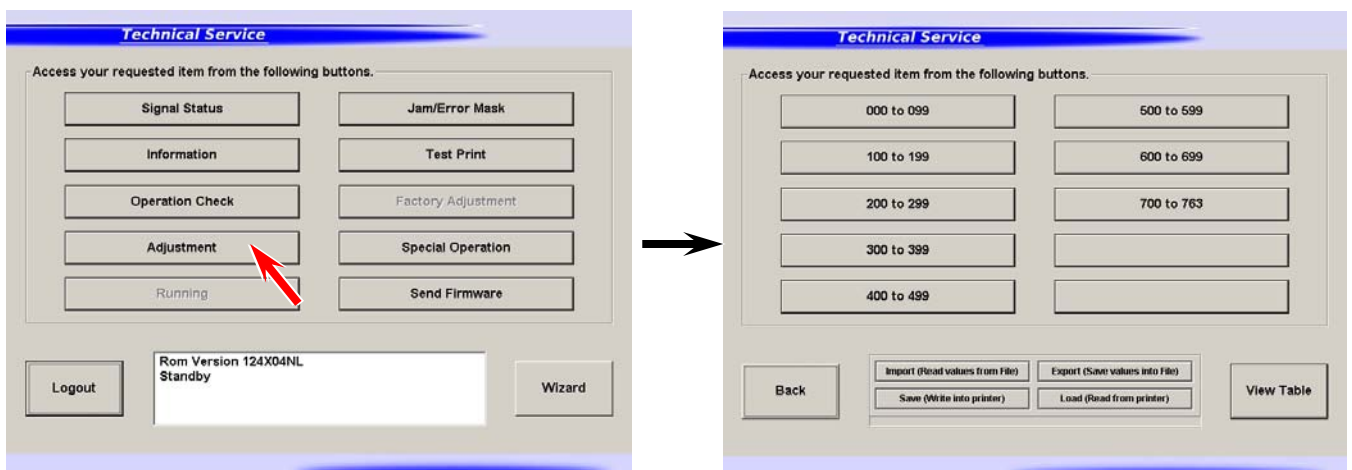 Technical Service
Access your requested item from the following buttons.
Signal Status
Jam/Error Mask
Information
Test Print
Operation Check
Factory Adjustment
Adjustment
Special Operation
Running
Send Firmware
Logout
Rom Version 124X04NL
Standby
Wizard
Technical Service
Access your requested item from the following buttons.
000 to 099
500 to 599
100 to 199
600 to 699
200 to 299
700 to 763
300 to 399
400 to 499
Back
Import (Read values from File)
Export (Save values into File)
Save (Write into printer)
Load (Read from printer)
View Table